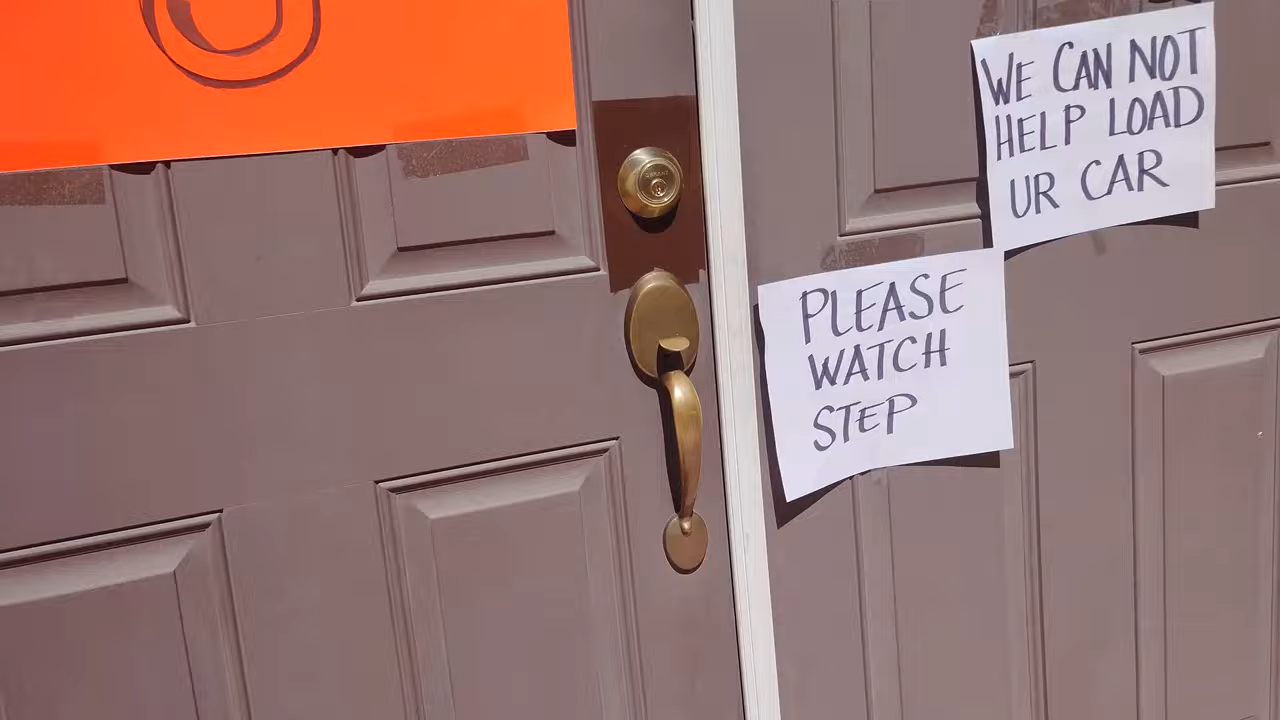 WE CAN NOT
HELP LOAD
UR CAR
PLEASE
WATCH
STEP